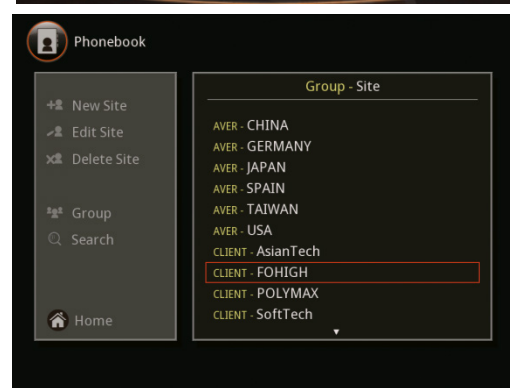 Phonebook
New Site
Edit Site
Delete Site
Group
Search
Home
Group - Site
AVER - CHINA
AVER - GERMANY
AVER - JAPAN
AVER - SPAIN
AVER - TAIWAN
AVER - USA
CLIENT - AsianTech
CLIENT - FOHIGH
CLIENT - POLYMAX
CLIENT - SoftTech